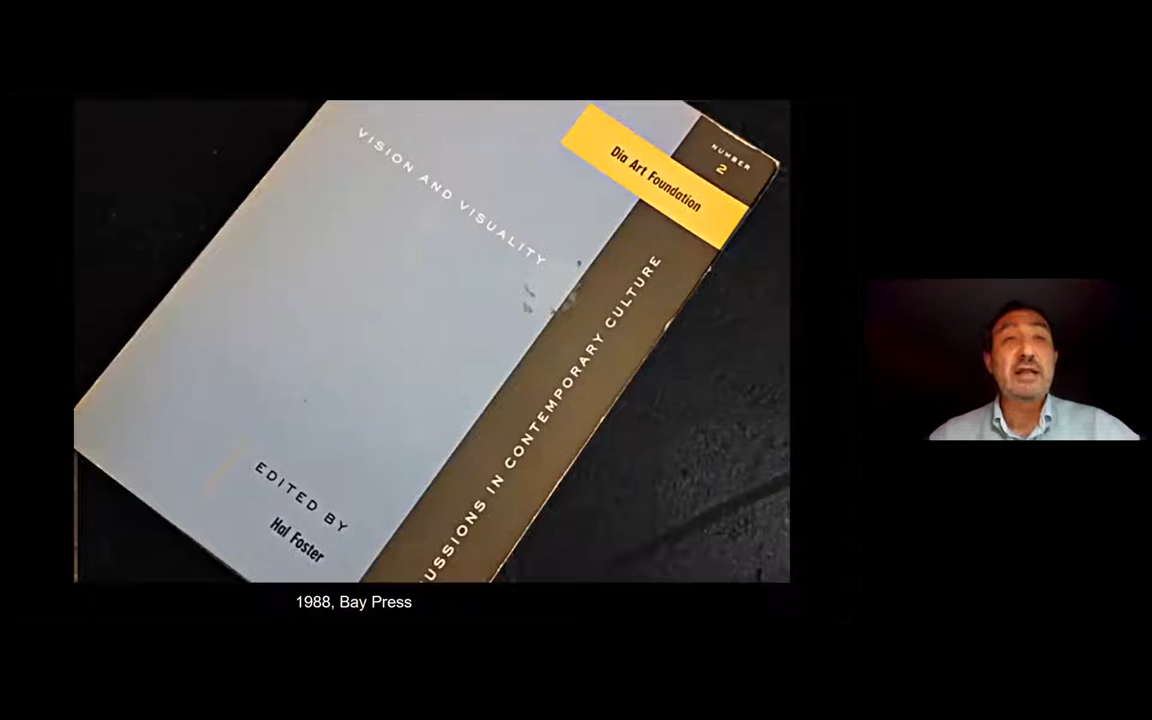 VISION AND VISUALITY
Dia Art Foundation
NUMBER
2
USSIONS IN CONTEMPORARY CULTURE
EDITED BY
Hal Foster
1988, Bay Press